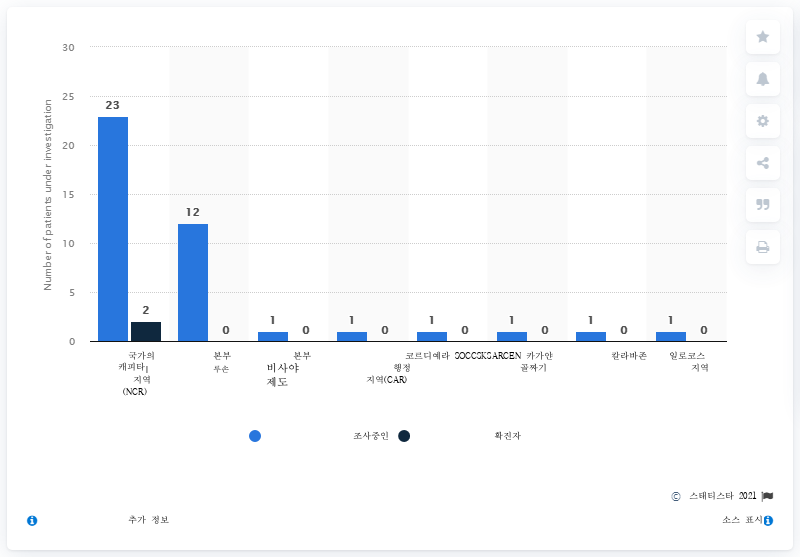 30
25
20
15
10
5
0
Number of patients under investigation
23
2
12
0
1
0
1
0
1
0
1
0
1
0
1
0
국가의
캐피탈
지역
(NCR)
본부
루손
본부
비사야
제도
코르디예라
행정
지역(CAR)
SOCCSKSARGEN
카가얀
골짜기
칼라바존
일로코스
지역
조사중인
확진자
© 스태티스타 2021
추가 정보
소스 표시